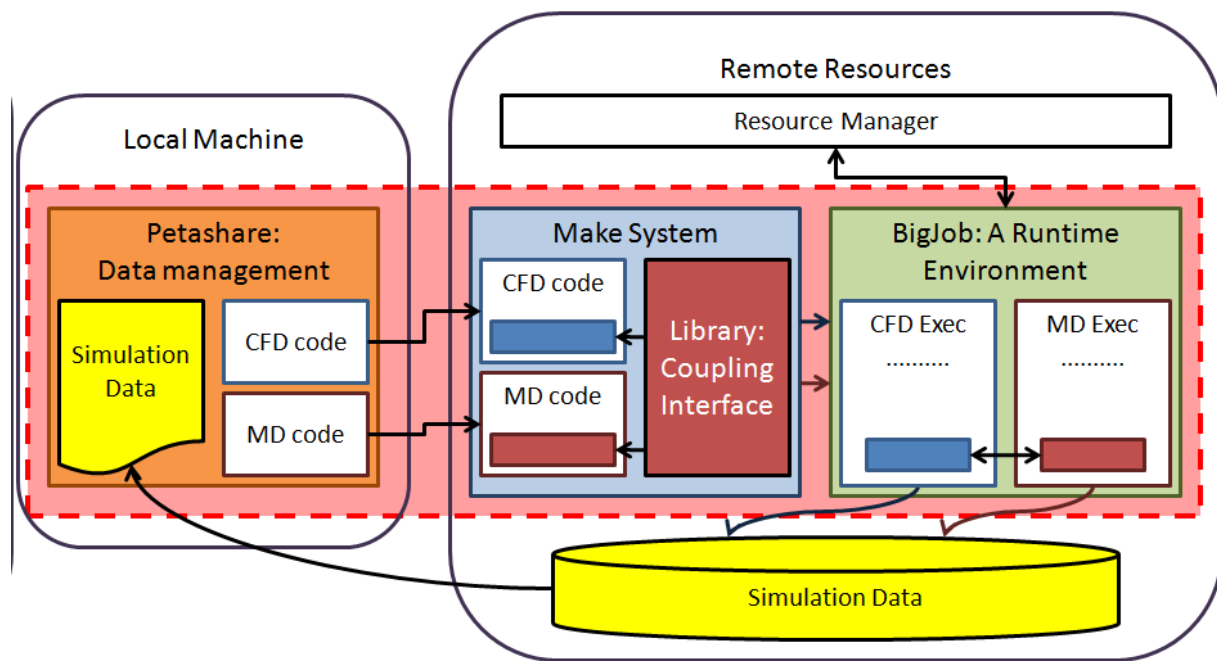 Remote Resources
Resource Manager
Local Machine
Petashare:
Data management
Simulation
Data
CFD code
MD code
Make System
CFD code
MD code
Library:
Coupling
Interface
BigJob: A Runtime
Environment
CFD Exec
..........
MD Exec
..........
Simulation Data